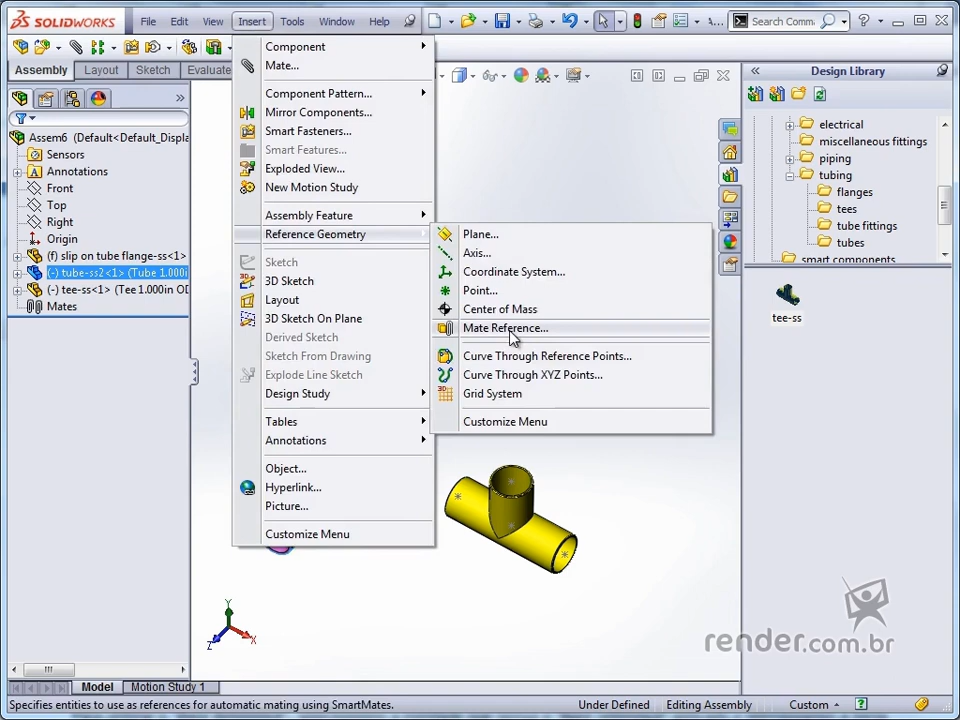 SOLIDWORKS
File Edit View Insert Tools Window Help
A...
Search Comm
Assembly Layout Sketch Evaluate
Assem6 (Default<Default_Displa
Sensors
Annotations
Front
Top
Right
Origin
(f) slip on tube flange-ss<1>
(-) tube-ss2<1> (Tube 1.000i
(-) tee-ss<1> (Tee 1.000in OD
Mates
Component
Mate...
Component Pattern...
Mirror Components...
Smart Fasteners...
Smart Features...
Exploded View...
New Motion Study
Assembly Feature
Reference Geometry
Sketch
3D Sketch
Layout
3D Sketch On Plane
Derived Sketch
Sketch From Drawing
Explode Line Sketch
Design Study
Tables
Annotations
Object...
Hyperlink...
Picture...
Customize Menu
Plane...
Axis...
Coordinate System...
Point...
Center of Mass
Mate Reference...
Curve Through Reference Points...
Curve Through XYZ Points...
Grid System
Customize Menu
Design Library
electrical
miscellaneous fittings
piping
tubing
flanges
tees
tube fittings
tubes
smart components
tee-ss
Y
X
Z
render.com.br
Model Motion Study 1
Specifies entities to use as references for automatic mating using SmartMates. Under Defined Editing Assembly Custom